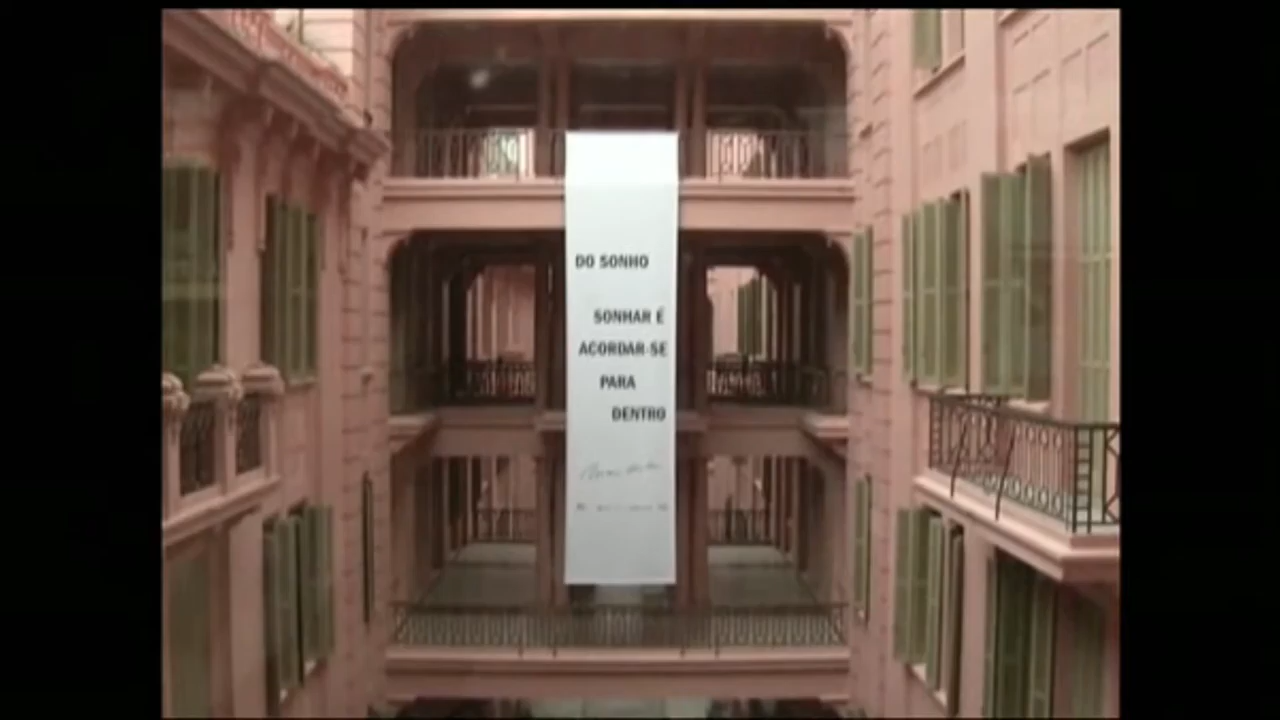 DO SONHO
SONHAR É
ACORDAR-SE
PARA
DENTRO